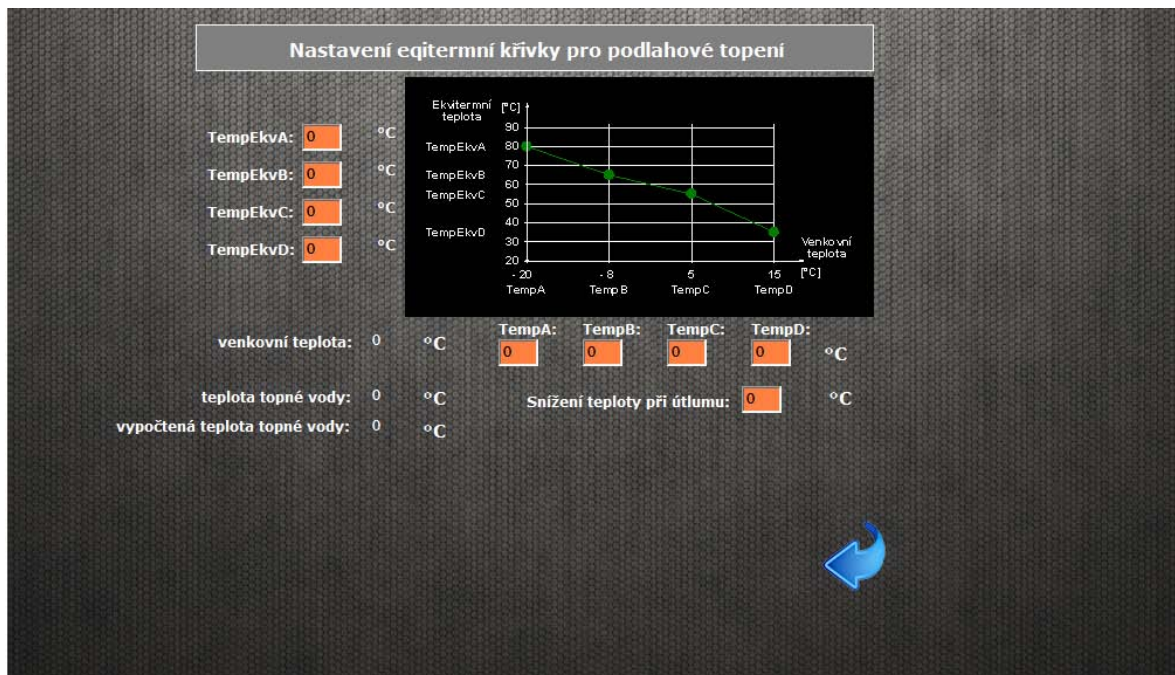 Nastavení eqitermní křivky pro podlahové topení
TempEkvA: 0 °C
TempEkvB: 0 °C
TempEkvC: 0 °C
TempEkvD: 0 °C
Ekvitermní teplota [°C]
90
TempEkvA 80
70
TempEkvB
60
TempEkvC
50
40
TempEkvD
30
20
Venkovní teplota [°C]
- 20 - 8 5 15
TempA TempB TempC TempD
venkovní teplota: 0 °C
TempA: TempB: TempC: TempD:
0 0 0 0 °C
teplota topné vody: 0 °C
Snížení teploty při útlumu: 0 °C
vypočtená teplota topné vody: 0 °C